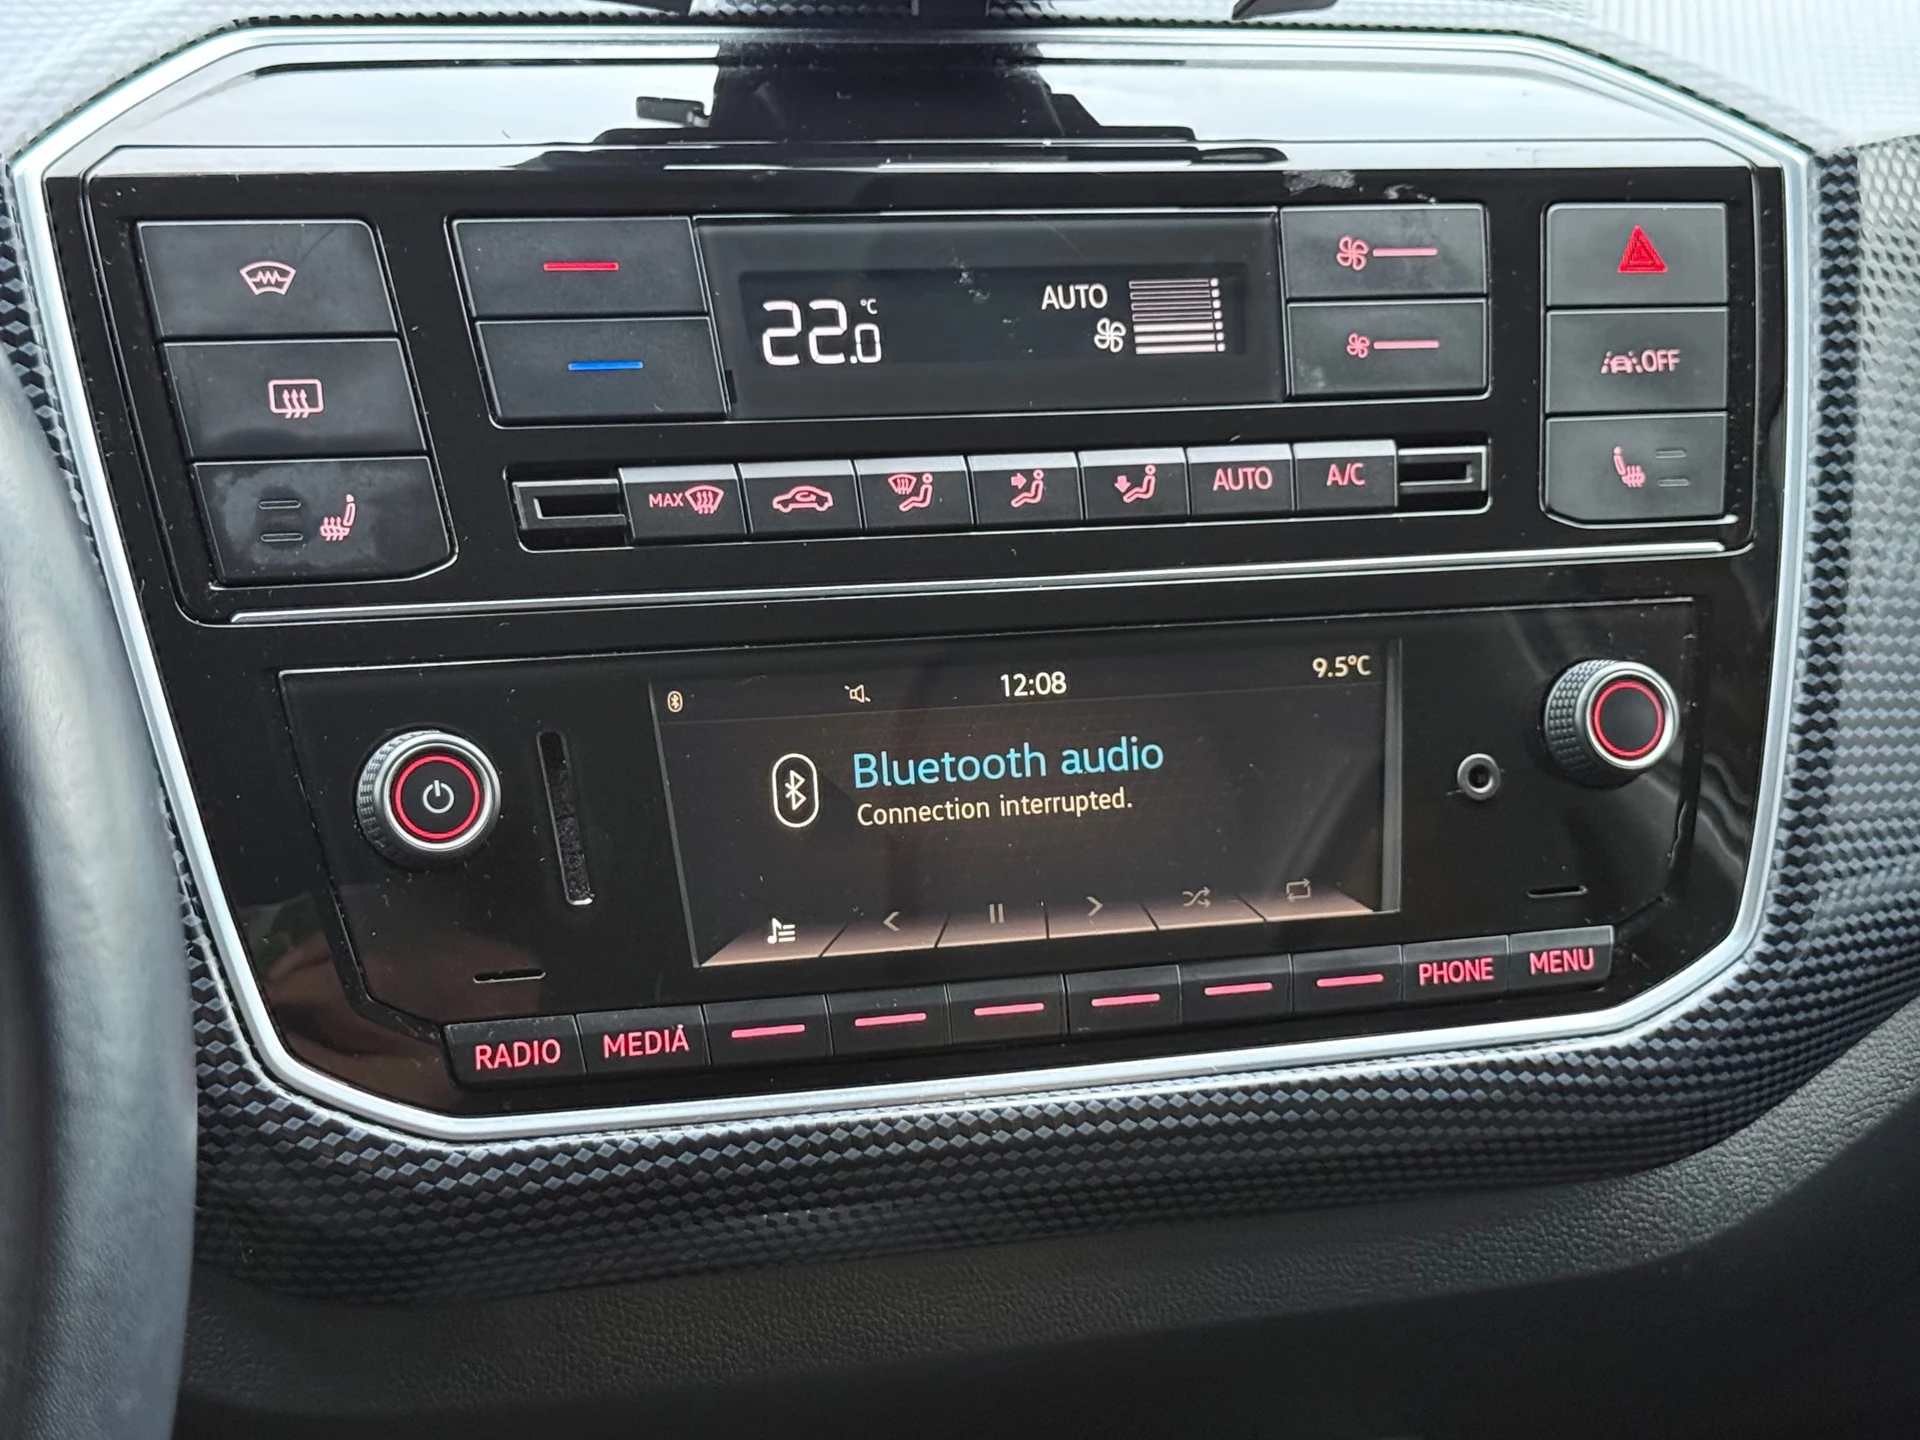 22.0 °C
AUTO
OFF
MAX
AUTO
A/C
12:08
9.5°C
Bluetooth audio
Connection interrupted.
RADIO
MEDIA
PHONE
MENU